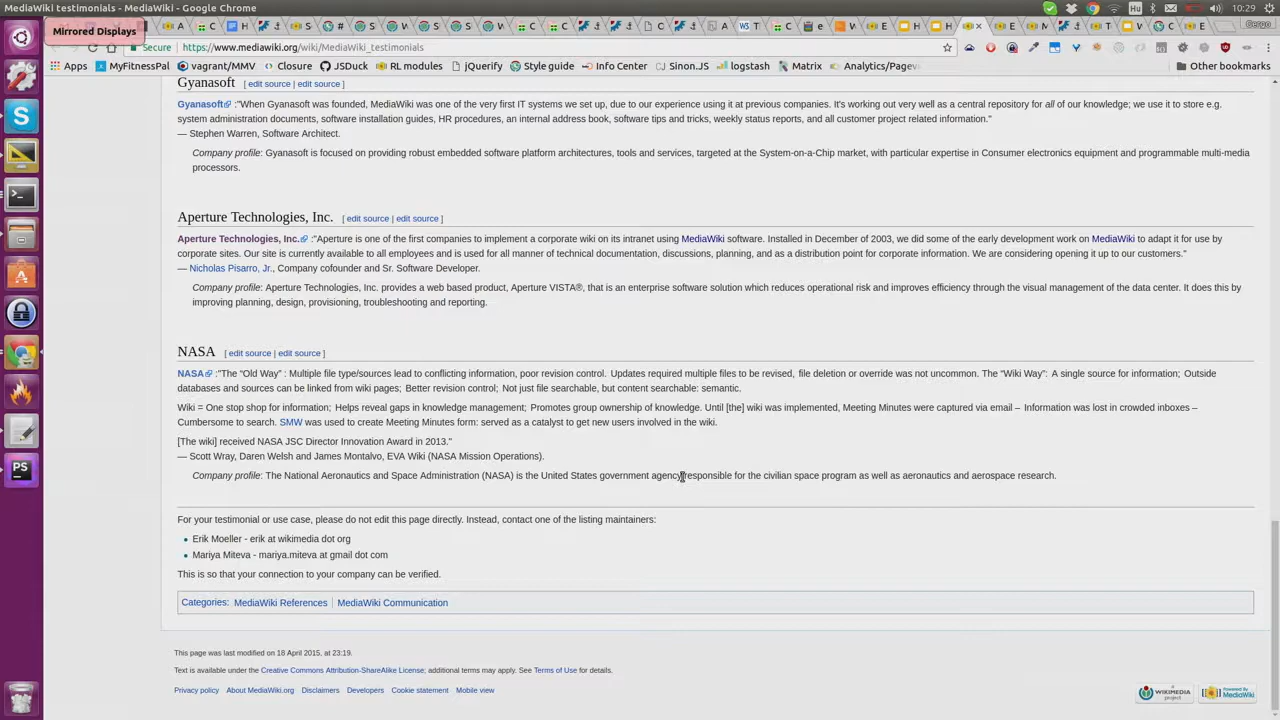 Mirrored Displays
Hu
10:29
Gergo
Secure
https://www.mediawiki.org/wiki/MediaWiki_testimonials
Apps
MyFitnessPal
vagrant/MMV
Closure
JSDuck
RL modules
jQuerify
Style guide
Info Center
Sinon.JS
logstash
Matrix
Analytics/Pagev
Other bookmarks
Gyanasoft [ edit source | edit source ]
Gyanasoft :"When Gyanasoft was founded, MediaWiki was one of the very first IT systems we set up, due to our experience using it at previous companies. It's working out very well as a central repository for all of our knowledge; we use it to store e.g.
system administration documents, software installation guides, HR procedures, an internal address book, software tips and tricks, weekly status reports, and all customer project related information."
— Stephen Warren, Software Architect.
Company profile: Gyanasoft is focused on providing robust embedded software platform architectures, tools and services, targeted at the System-on-a-Chip market, with particular expertise in Consumer electronics equipment and programmable multi-media
processors.
Aperture Technologies, Inc. [ edit source | edit source ]
Aperture Technologies, Inc. :"Aperture is one of the first companies to implement a corporate wiki on its intranet using MediaWiki software. Installed in December of 2003, we did some of the early development work on MediaWiki to adapt it for use by
corporate sites. Our site is currently available to all employees and is used for all manner of technical documentation, discussions, planning, and as a distribution point for corporate information. We are considering opening it up to our customers."
— Nicholas Pisarro, Jr., Company cofounder and Sr. Software Developer.
Company profile: Aperture Technologies, Inc. provides a web based product, Aperture VISTA®, that is an enterprise software solution which reduces operational risk and improves efficiency through the visual management of the data center. It does this by
improving planning, design, provisioning, troubleshooting and reporting.
NASA [ edit source | edit source ]
NASA :"The “Old Way” : Multiple file type/sources lead to conflicting information, poor revision control. Updates required multiple files to be revised, file deletion or override was not uncommon. The “Wiki Way”: A single source for information; Outside
databases and sources can be linked from wiki pages; Better revision control; Not just file searchable, but content searchable: semantic.
Wiki = One stop shop for information; Helps reveal gaps in knowledge management; Promotes group ownership of knowledge. Until [the] wiki was implemented, Meeting Minutes were captured via email – Information was lost in crowded inboxes –
Cumbersome to search. SMW was used to create Meeting Minutes form: served as a catalyst to get new users involved in the wiki.
[The wiki] received NASA JSC Director Innovation Award in 2013."
— Scott Wray, Daren Welsh and James Montalvo, EVA Wiki (NASA Mission Operations).
Company profile: The National Aeronautics and Space Administration (NASA) is the United States government agency responsible for the civilian space program as well as aeronautics and aerospace research.
For your testimonial or use case, please do not edit this page directly. Instead, contact one of the listing maintainers:
Erik Moeller - erik at wikimedia dot org
Mariya Miteva - mariya.miteva at gmail dot com
This is so that your connection to your company can be verified.
Categories: MediaWiki References | MediaWiki Communication
This page was last modified on 18 April 2015, at 23:19.
Text is available under the Creative Commons Attribution-ShareAlike License; additional terms may apply. See Terms of Use for details.
Privacy policy About MediaWiki.org Disclaimers Developers Cookie statement Mobile view
A WIKIMEDIA project
Powered By MediaWiki